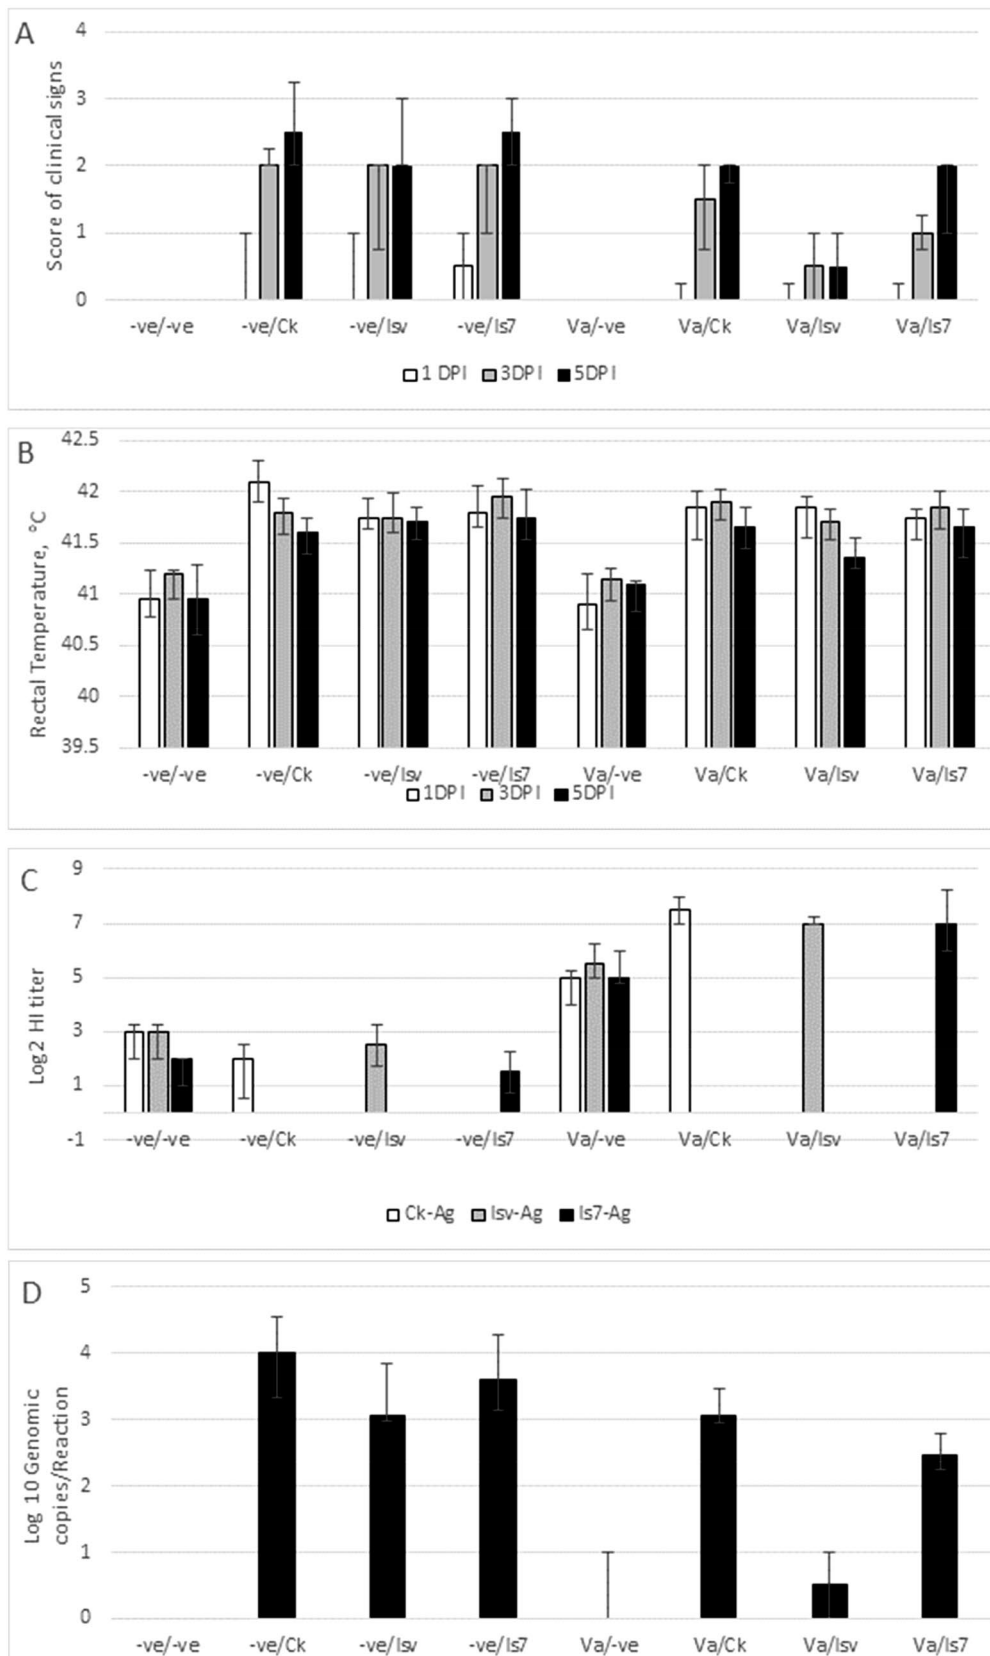 A
Score of clinical signs
4
3
2
1
0
-ve/-ve -ve/Ck -ve/Isv -ve/Is7 Va/-ve Va/Ck Va/Isv Va/Is7
1 DPI 3DPI 5DPI
B
Rectal Temperature, °C
42.5
42
41.5
41
40.5
40
39.5
-ve/-ve -ve/Ck -ve/Isv -ve/Is7 Va/-ve Va/Ck Va/Isv Va/Is7
1DPI 3DPI 5DPI
C
Log2 HI titer
9
7
5
3
1
-1
-ve/-ve -ve/Ck -ve/Isv -ve/Is7 Va/-ve Va/Ck Va/Isv Va/Is7
Ck-Ag Isv-Ag Is7-Ag
D
Log 10 Genomic
copies/Reaction
5
4
3
2
1
0
-ve/-ve -ve/Ck -ve/Isv -ve/Is7 Va/-ve Va/Ck Va/Isv Va/Is7